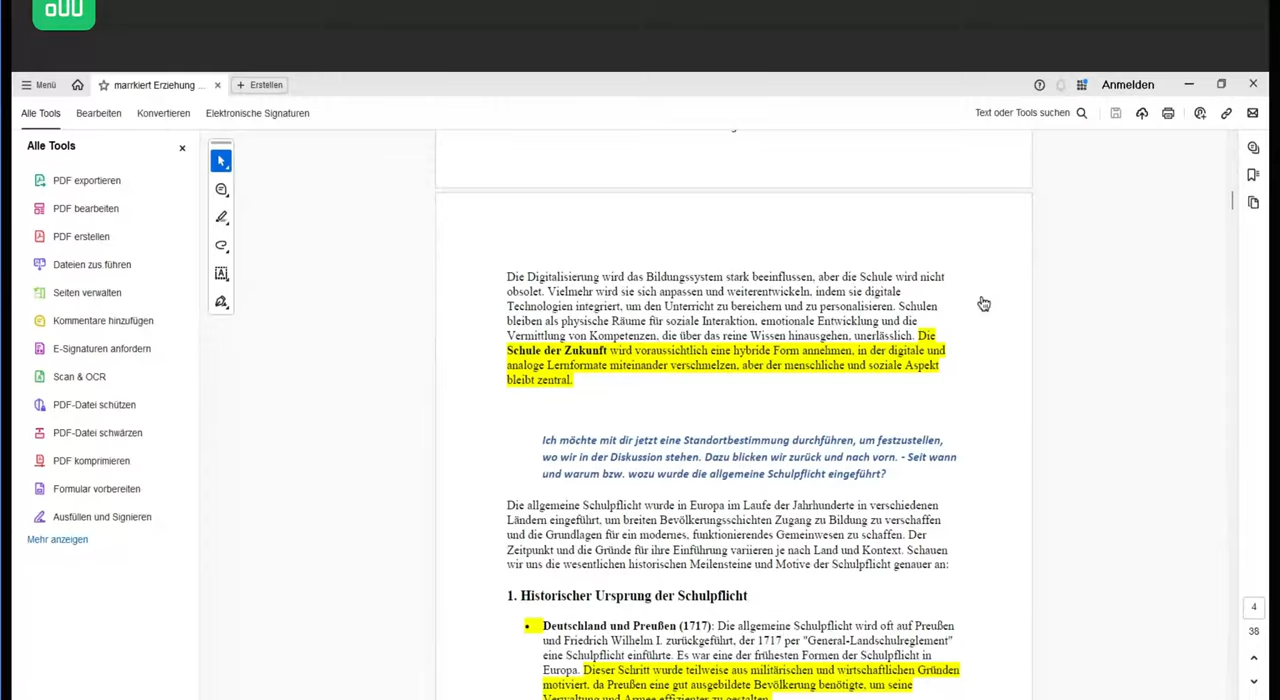 Menü
marrkiert Erziehung ...
Erstellen
Anmelden
Alle Tools
Bearbeiten
Konvertieren
Elektronische Signaturen
Text oder Tools suchen
Alle Tools
PDF exportieren
PDF bearbeiten
PDF erstellen
Dateien zus.führen
Seiten verwalten
Kommentare hinzufügen
E-Signaturen anfordern
Scan & OCR
PDF-Datei schützen
PDF-Datei schwärzen
PDF komprimieren
Formular vorbereiten
Ausfüllen und Signieren
Mehr anzeigen
Die Digitalisierung wird das Bildungssystem stark beeinflussen, aber die Schule wird nicht
obsolet. Vielmehr wird sie sich anpassen und weiterentwickeln, indem sie digitale
Technologien integriert, um den Unterricht zu bereichern und zu personalisieren. Schulen
bleiben als physische Räume für soziale Interaktion, emotionale Entwicklung und die
Vermittlung von Kompetenzen, die über das reine Wissen hinausgehen, unerlässlich. Die
Schule der Zukunft wird voraussichtlich eine hybride Form annehmen, in der digitale und
analoge Lernformate miteinander verschmelzen, aber der menschliche und soziale Aspekt
bleibt zentral.
Ich möchte mit dir jetzt eine Standortbestimmung durchführen, um festzustellen,
wo wir in der Diskussion stehen. Dazu blicken wir zurück und nach vorn. - Seit wann
und warum bzw. wozu wurde die allgemeine Schulpflicht eingeführt?
Die allgemeine Schulpflicht wurde in Europa im Laufe der Jahrhunderte in verschiedenen
Ländern eingeführt, um breiten Bevölkerungsschichten Zugang zu Bildung zu verschaffen
und die Grundlagen für ein modernes, funktionierendes Gemeinwesen zu schaffen. Der
Zeitpunkt und die Gründe für ihre Einführung variieren je nach Land und Kontext. Schauen
wir uns die wesentlichen historischen Meilensteine und Motive der Schulpflicht genauer an:
1. Historischer Ursprung der Schulpflicht
• Deutschland und Preußen (1717): Die allgemeine Schulpflicht wird oft auf Preußen
und Friedrich Wilhelm I. zurückgeführt, der 1717 per "General-Landschulreglement"
eine Schulpflicht einführte. Es war eine der frühesten Formen der Schulpflicht in
Europa. Dieser Schritt wurde teilweise aus militärischen und wirtschaftlichen Gründen
motiviert, da Preußen eine gut ausgebildete Bevölkerung benötigte, um seine
Verwaltung und Armee effizienter zu gestalten.
4
38